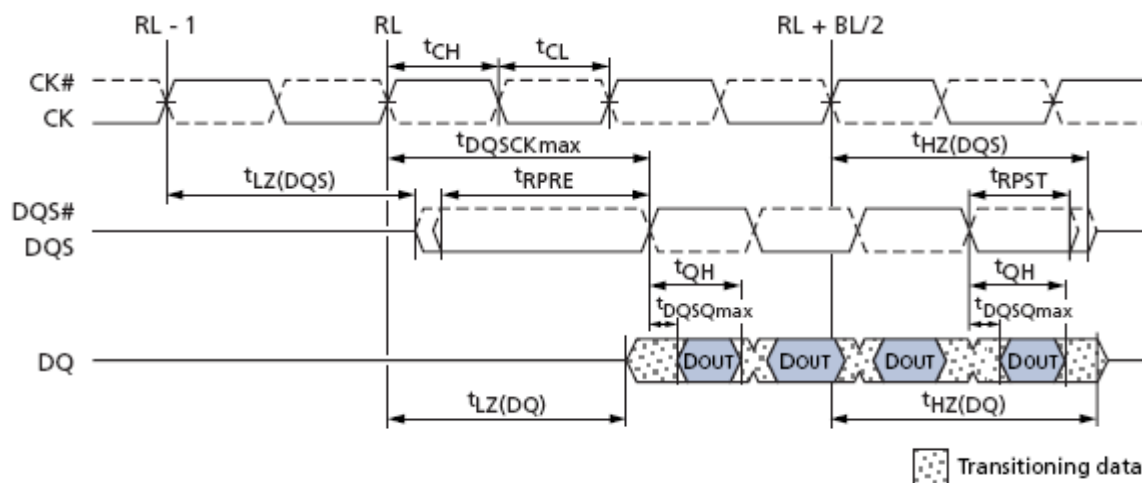 RL - 1 RL RL + BL/2
tCH tCL
CK#
CK
tDQSCKmax tHZ(DQS)
tLZ(DQS) tRPRE tRPST
DQS#
DQS
tQH tQH
tDQSQmax tDQSQmax
DQ DOUT DOUT DOUT DOUT
tLZ(DQ) tHZ(DQ)
Transitioning data